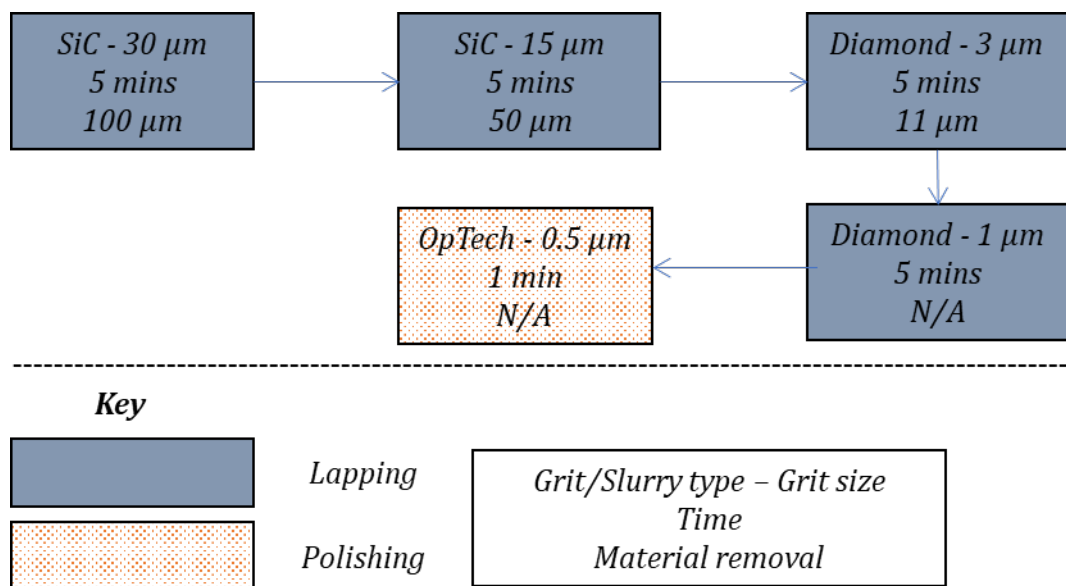 SiC - 30 μm
5 mins
100 μm
SiC - 15 μm
5 mins
50 μm
Diamond - 3 μm
5 mins
11 μm
Diamond - 1 μm
5 mins
N/A
OpTech - 0.5 μm
1 min
N/A
Key
Lapping
Polishing
Grit/Slurry type – Grit size
Time
Material removal